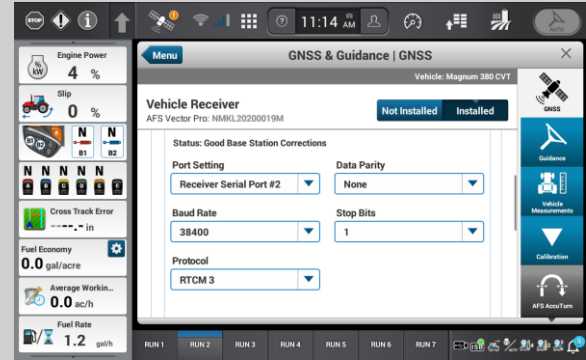 STOP
11:14 AM
AUTO
Engine Power
% kW
4 %
Slip
0 %
N N
B1 B2
N N N N N
Cross Track Error
---.- in
Fuel Economy
0.0 gal/acre
Average Workin...
0.0 ac/h
Fuel Rate
1.2 gal/h
Menu
GNSS & Guidance | GNSS
Vehicle: Magnum 380 CVT
Vehicle Receiver
AFS Vector Pro: NMKL20200019M
Not Installed Installed
Status: Good Base Station Corrections
Port Setting Data Parity
Receiver Serial Port #2 None
Baud Rate Stop Bits
38400 1
Protocol
RTCM 3
GNSS
Guidance
Vehicle
Measurements
Calibration
AFS AccuTurn
RUN 1 RUN 2 RUN 3 RUN 4 RUN 5 RUN 6 RUN 7